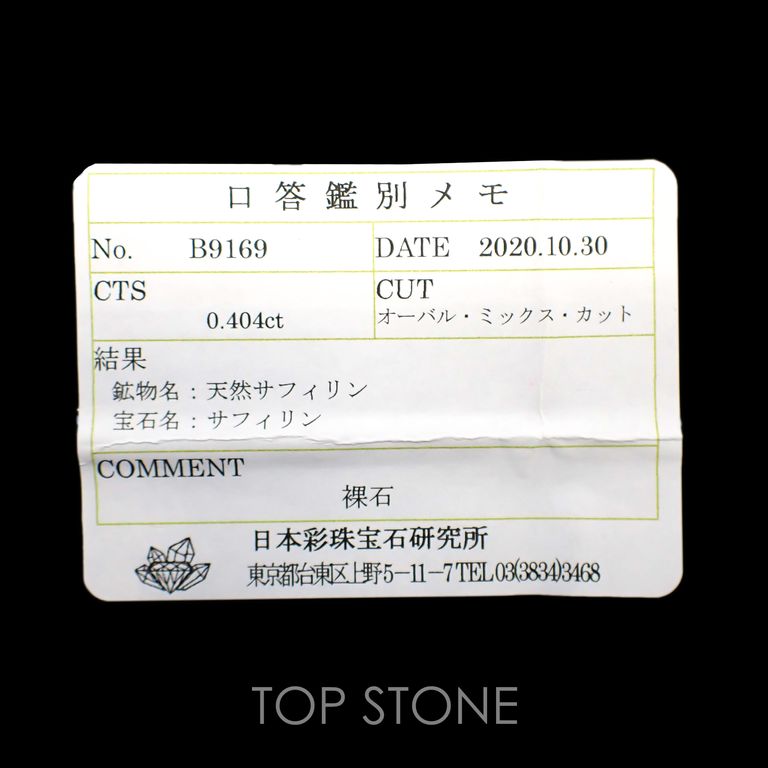 口答鑑別メモ
No. B9169
DATE 2020.10.30
CTS
0.404ct
CUT
オーバル・ミックス・カット
結果
鉱物名：天然サフィリン
宝石名：サフィリン
COMMENT
裸石
日本彩珠宝石研究所
東京都台東区上野5-11-7 TEL 03(3834)3468
TOP STONE